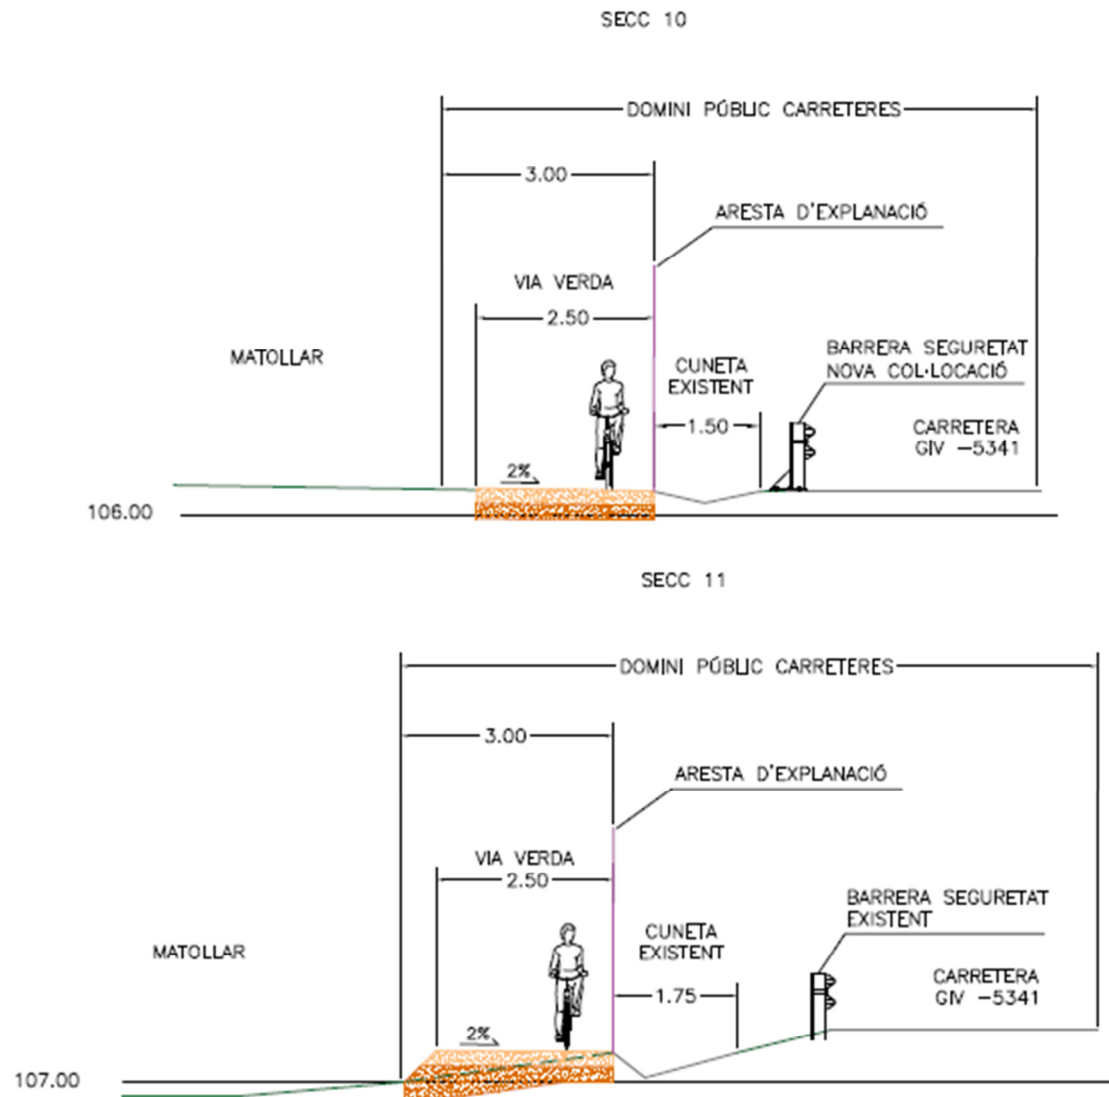 SECC 10
DOMINI PÚBLIC CARRETERES
3.00
ARESTA D'EXPLANACIÓ
VIA VERDA
2.50
MATOLLAR
CUNETA
EXISTENT
1.50
BARRERA SEGURETAT
NOVA COL·LOCACIÓ
CARRETERA
GIV -5341
2%
106.00
SECC 11
DOMINI PÚBLIC CARRETERES
3.00
ARESTA D'EXPLANACIÓ
VIA VERDA
2.50
MATOLLAR
CUNETA
EXISTENT
1.75
BARRERA SEGURETAT
EXISTENT
CARRETERA
GIV -5341
2%
107.00